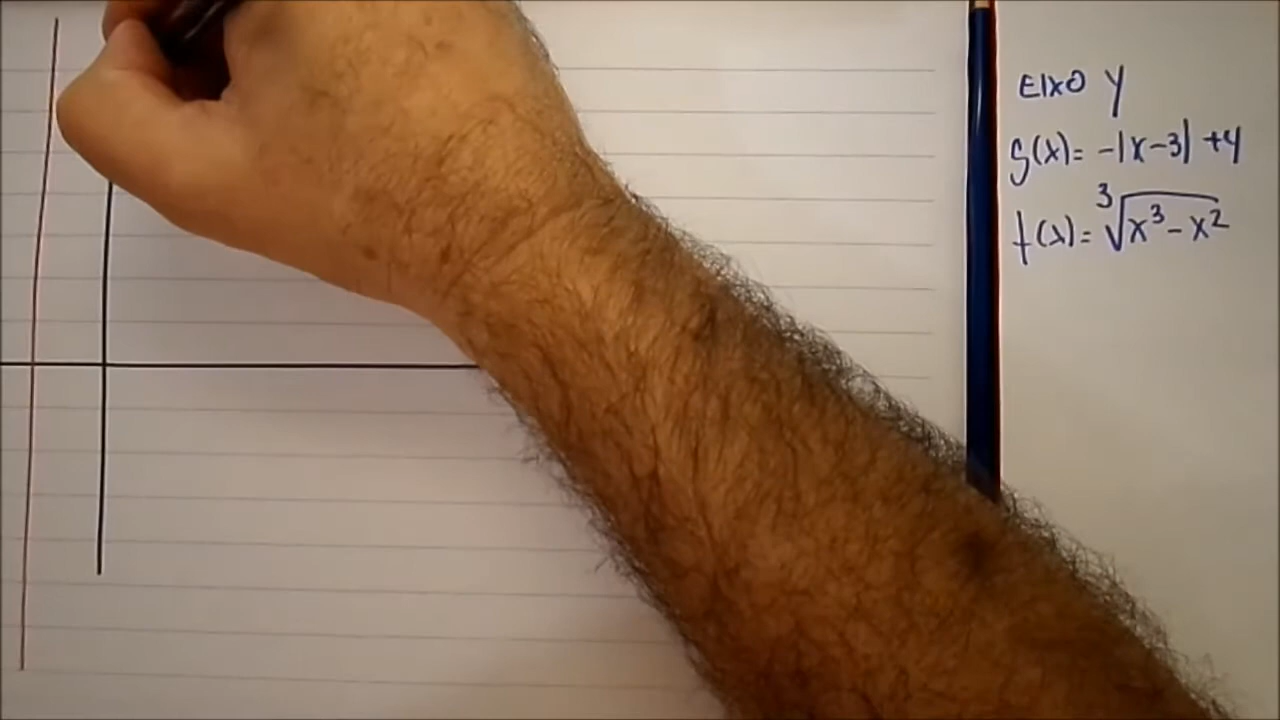 EIXO Y
g(x)= -|x-3| +4
f(x)= ∛(x³-x²)